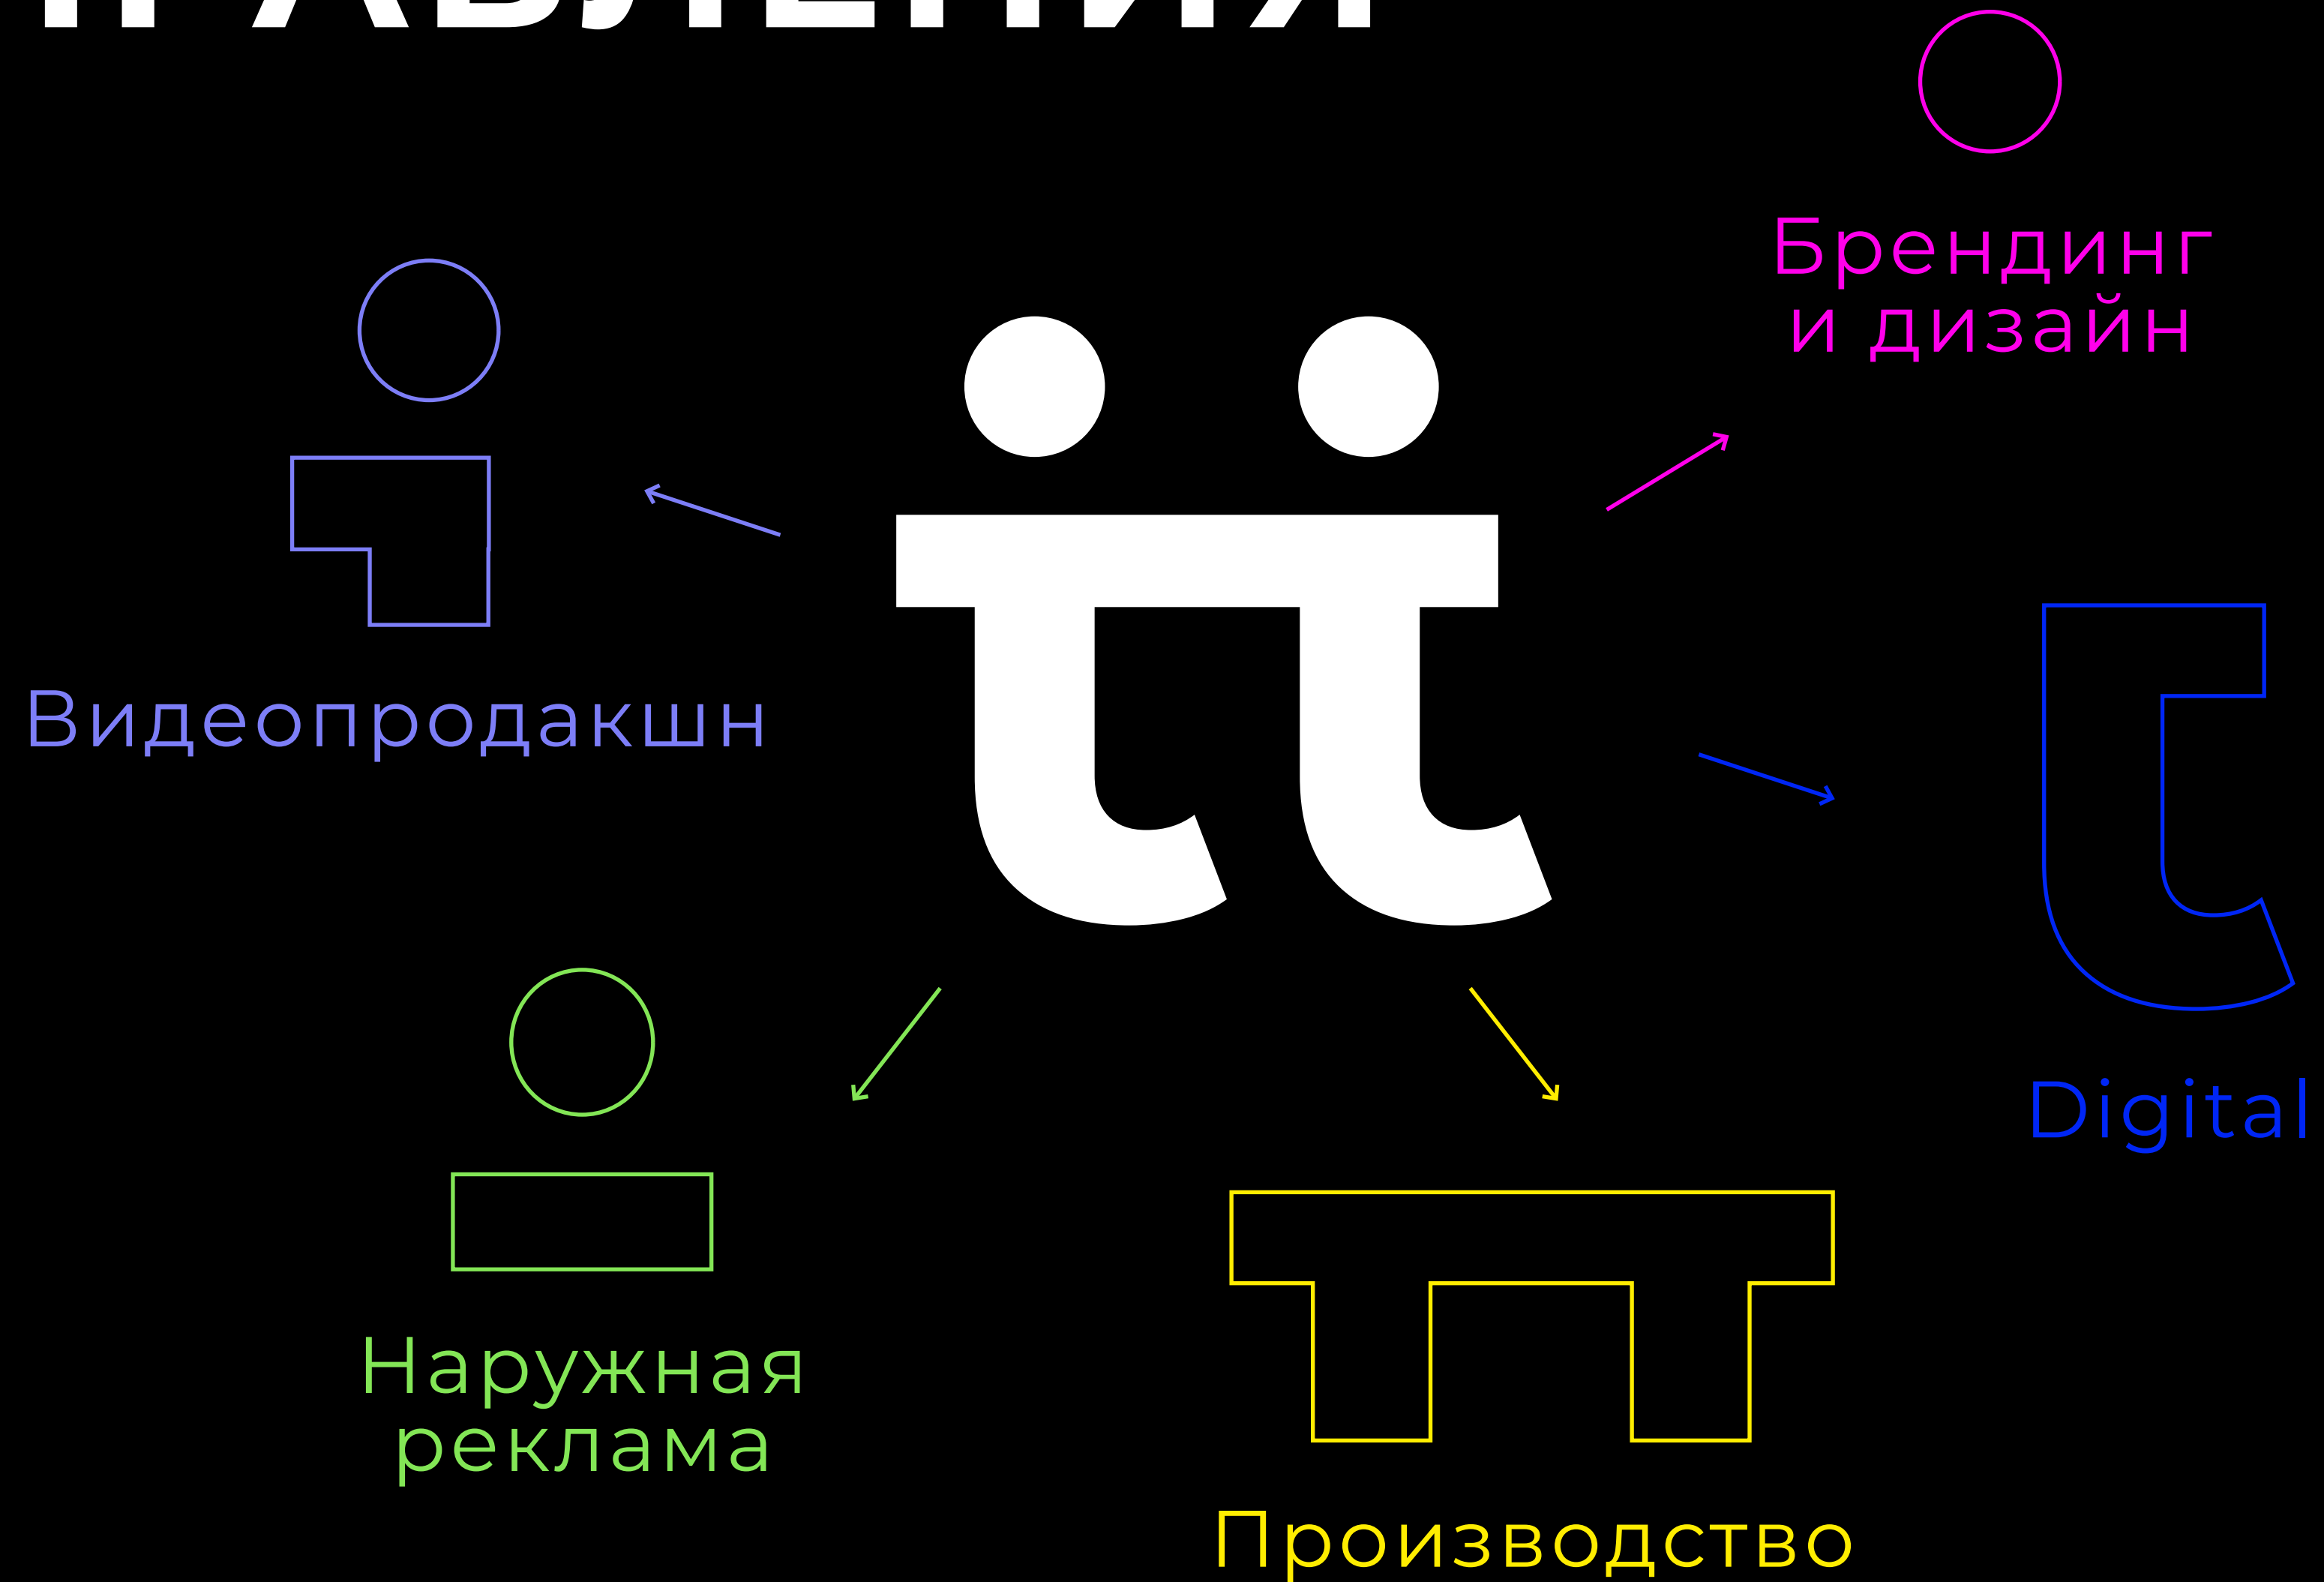 Брендинг
и дизайн
Видеопродакшн
Digital
Наружная
реклама
Производство